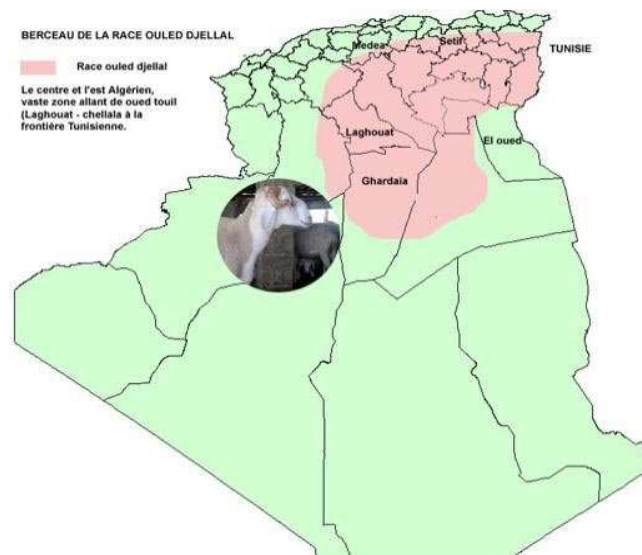 BERCEAU DE LA RACE OULED DJELLAL
Race ouled djellal
Le centre et l'est Algérien,
vaste zone allant de oued touil
(Laghouat - chellala à la
frontière Tunisienne.
Medea
Setif
TUNISIE
Laghouat
El oued
Ghardaia